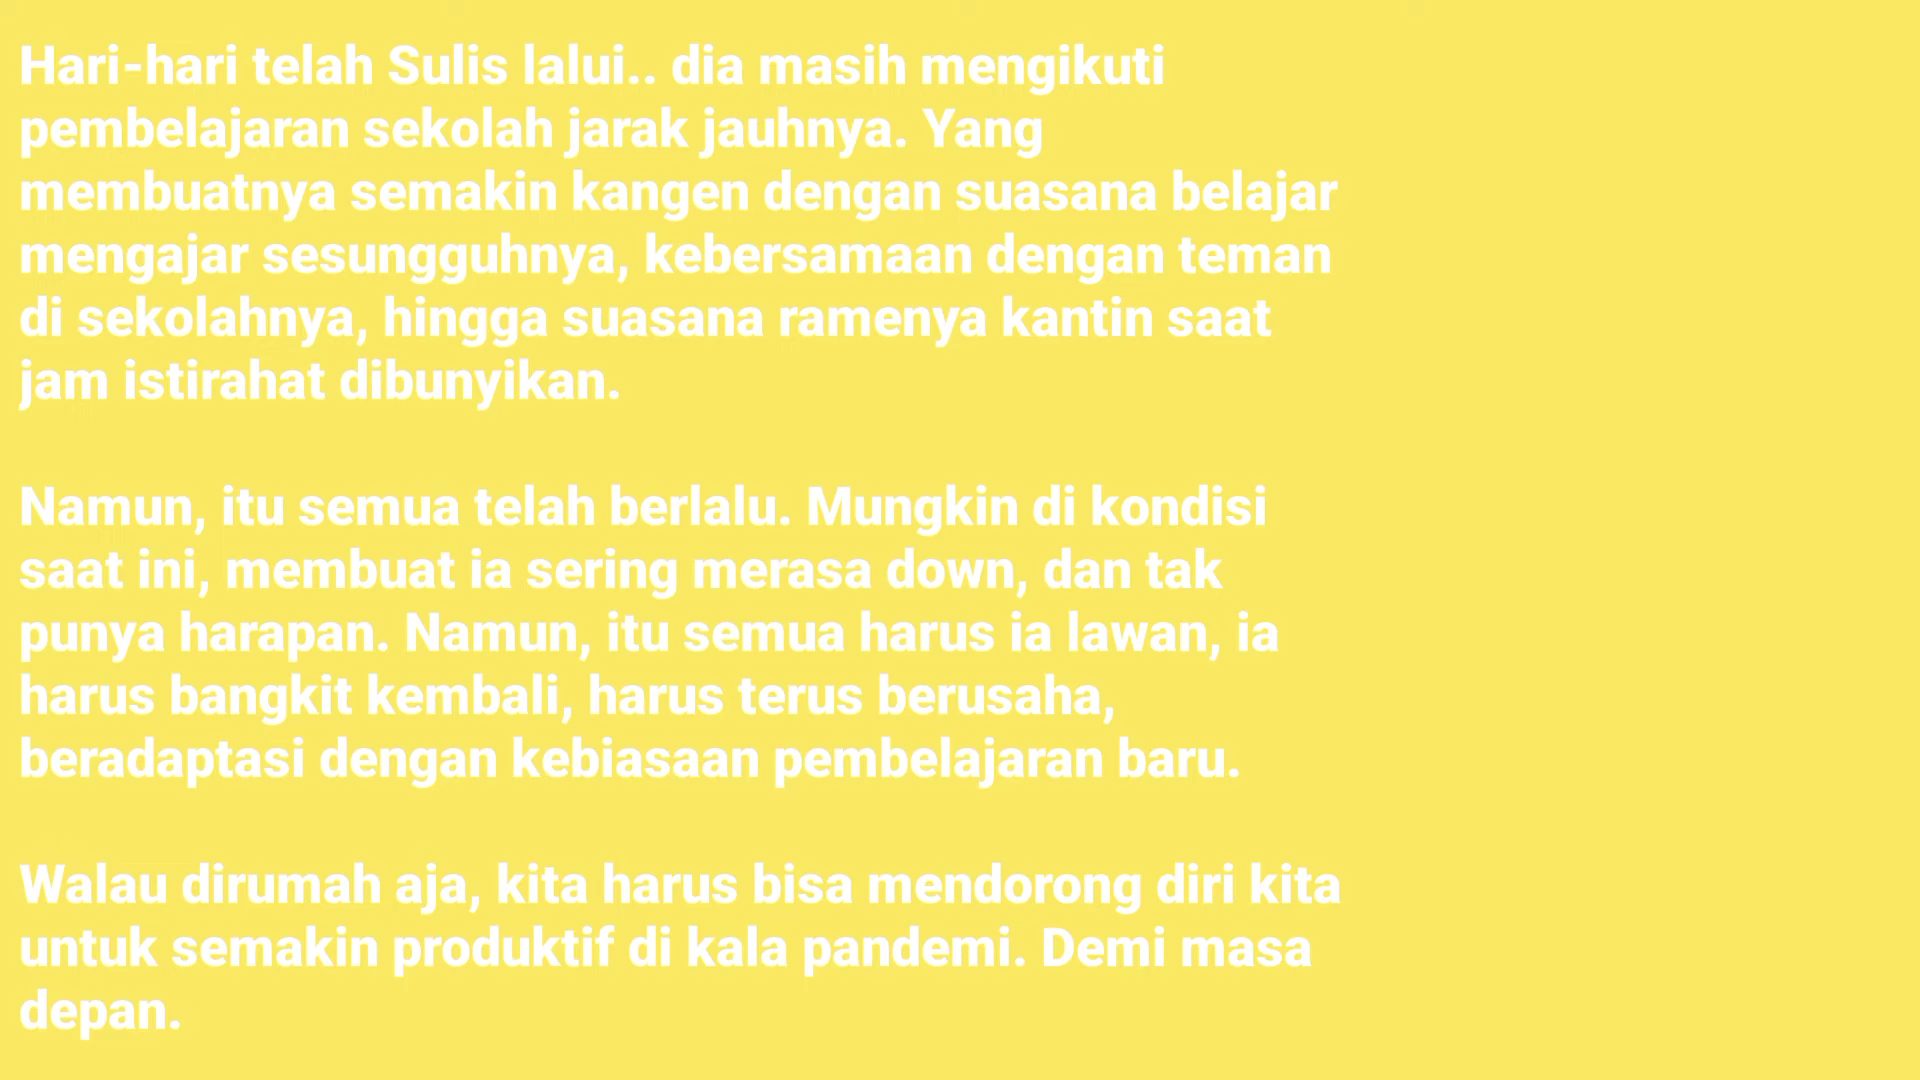 Hari-hari telah Sulis lalui.. dia masih mengikuti
pembelajaran sekolah jarak jauhnya. Yang
membuatnya semakin kangen dengan suasana belajar
mengajar sesungguhnya, kebersamaan dengan teman
di sekolahnya, hingga suasana ramenya kantin saat
jam istirahat dibunyikan.
Namun, itu semua telah berlalu. Mungkin di kondisi
saat ini, membuat ia sering merasa down, dan tak
punya harapan. Namun, itu semua harus ia lawan, ia
harus bangkit kembali, harus terus berusaha,
beradaptasi dengan kebiasaan pembelajaran baru.
Walau dirumah aja, kita harus bisa mendorong diri kita
untuk semakin produktif di kala pandemi. Demi masa
depan.